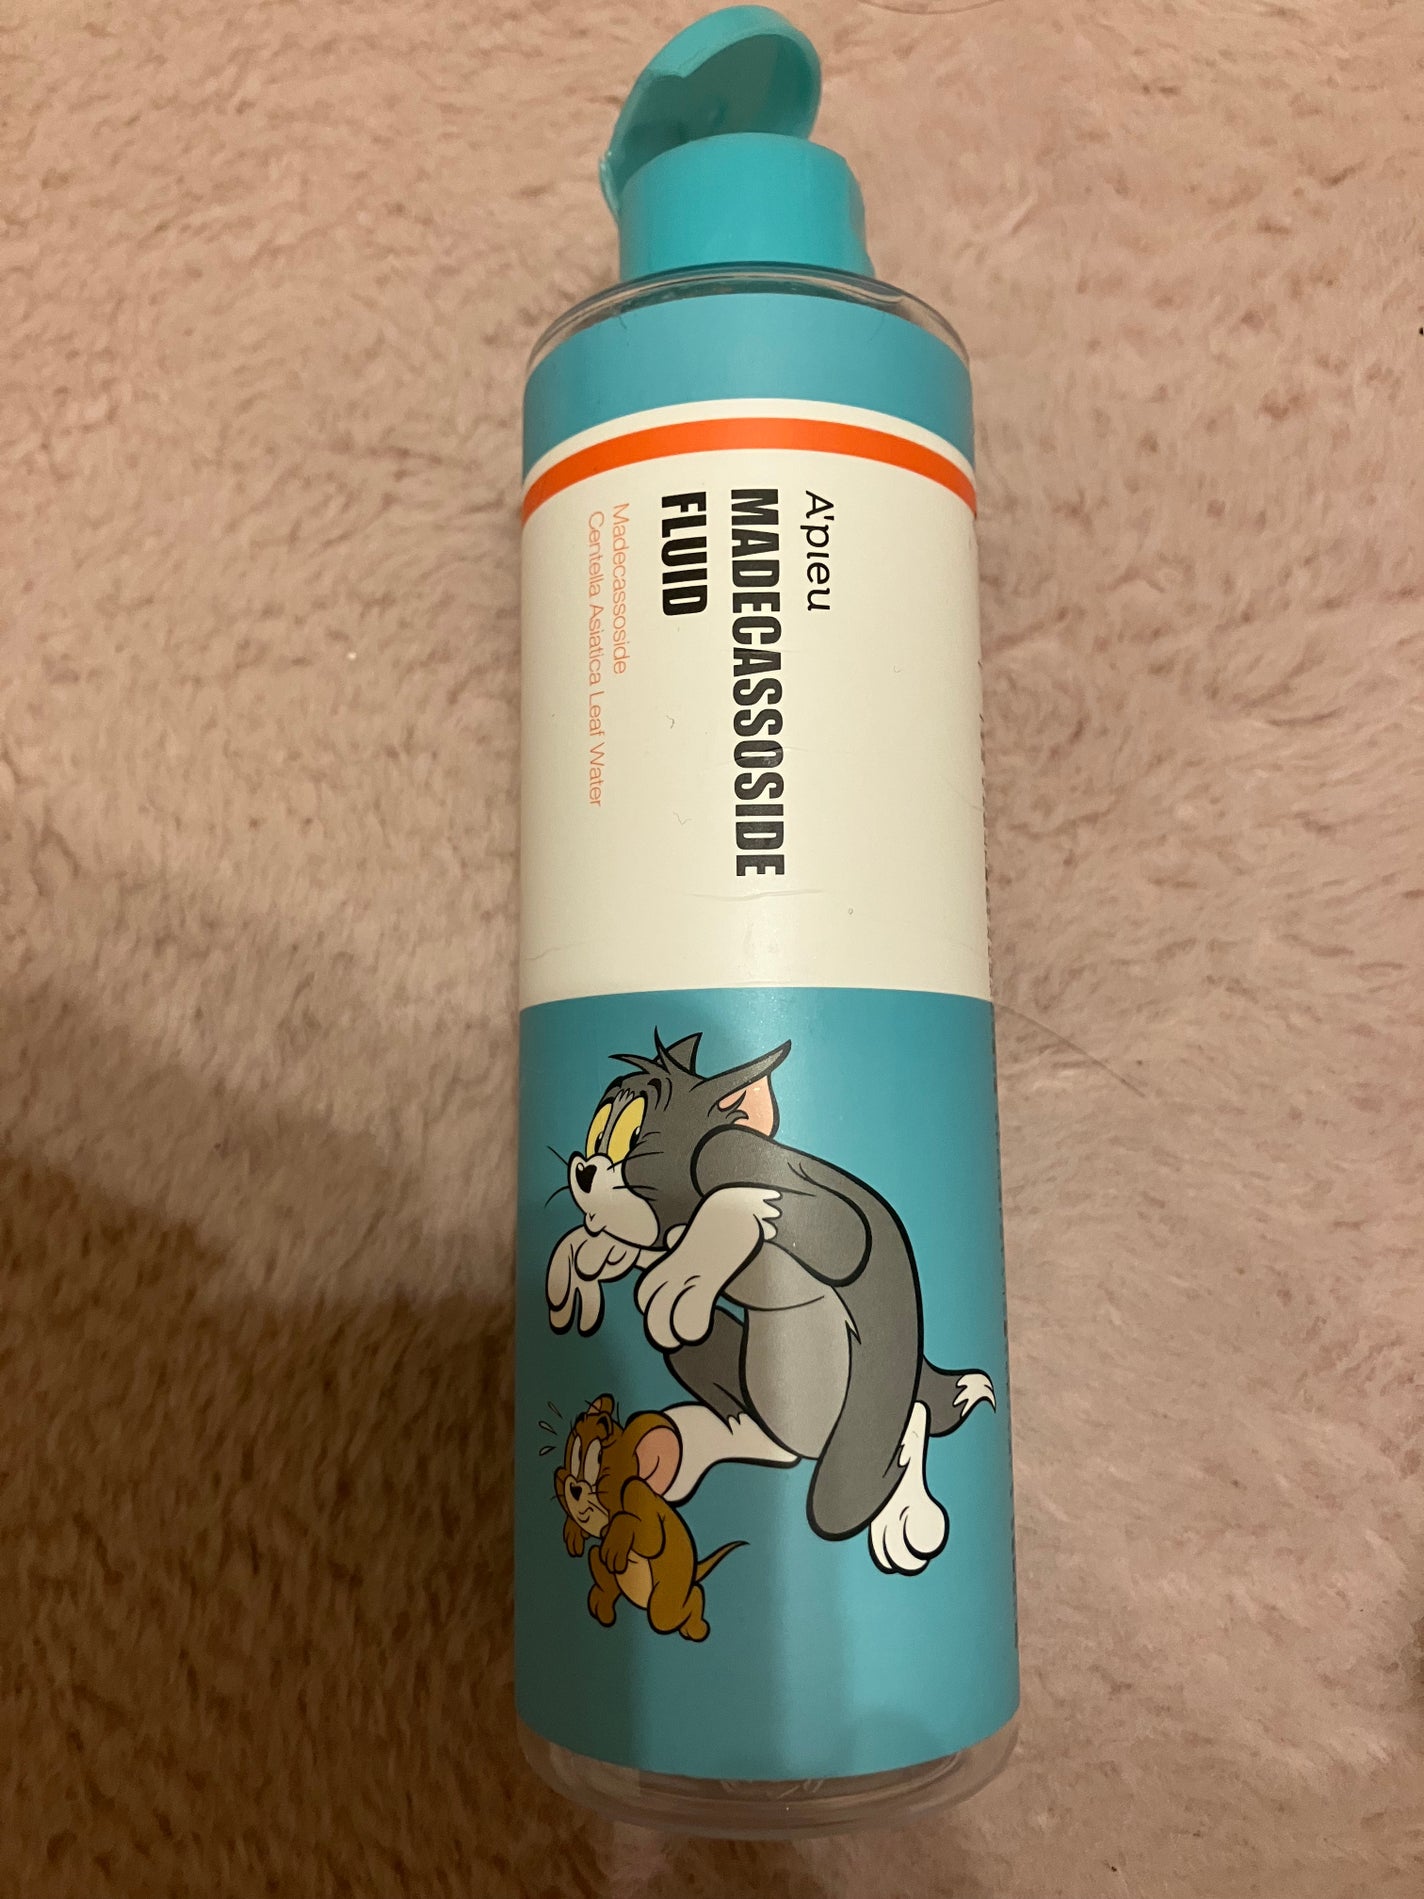 A'pieu
MADECASSOSIDE
FLUID
Madecassoside
Centella Asiatica Leaf Water